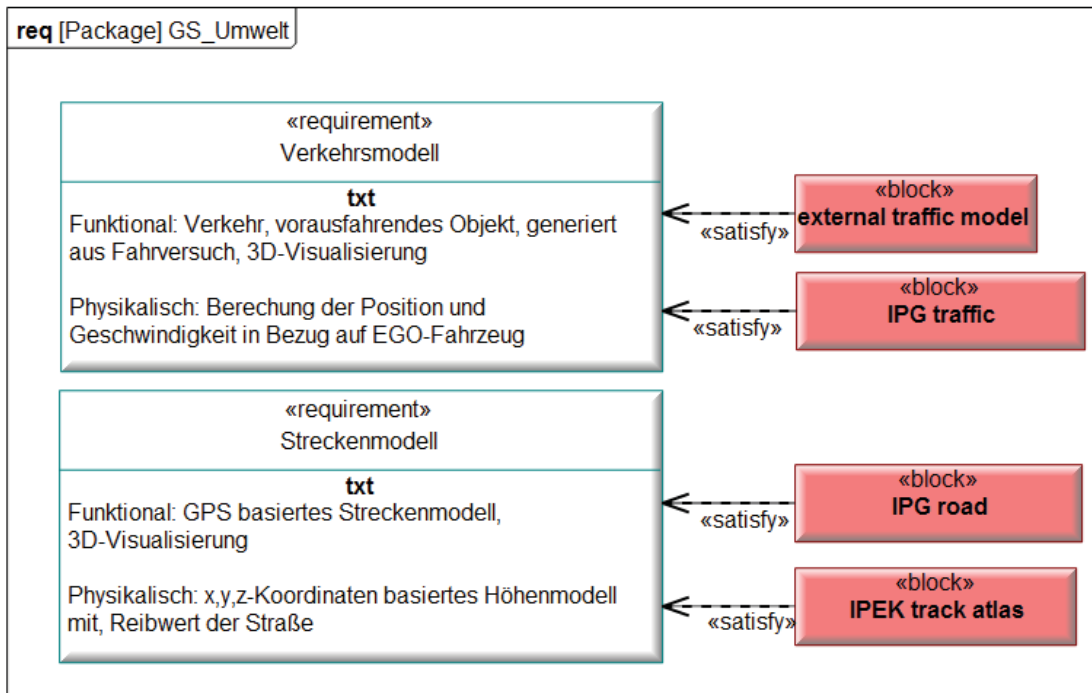 req [Package] GS_Umwelt
«requirement»
Verkehrsmodell
txt
Funktional: Verkehr, vorausfahrendes Objekt, generiert
aus Fahrversuch, 3D-Visualisierung
Physikalisch: Berechung der Position und
Geschwindigkeit in Bezug auf EGO-Fahrzeug
«satisfy»
«block»
external traffic model
«satisfy»
«block»
IPG traffic
«requirement»
Streckenmodell
txt
Funktional: GPS basiertes Streckenmodell,
3D-Visualisierung
Physikalisch: x,y,z-Koordinaten basiertes Höhenmodell
mit, Reibwert der Straße
«satisfy»
«block»
IPG road
«satisfy»
«block»
IPEK track atlas